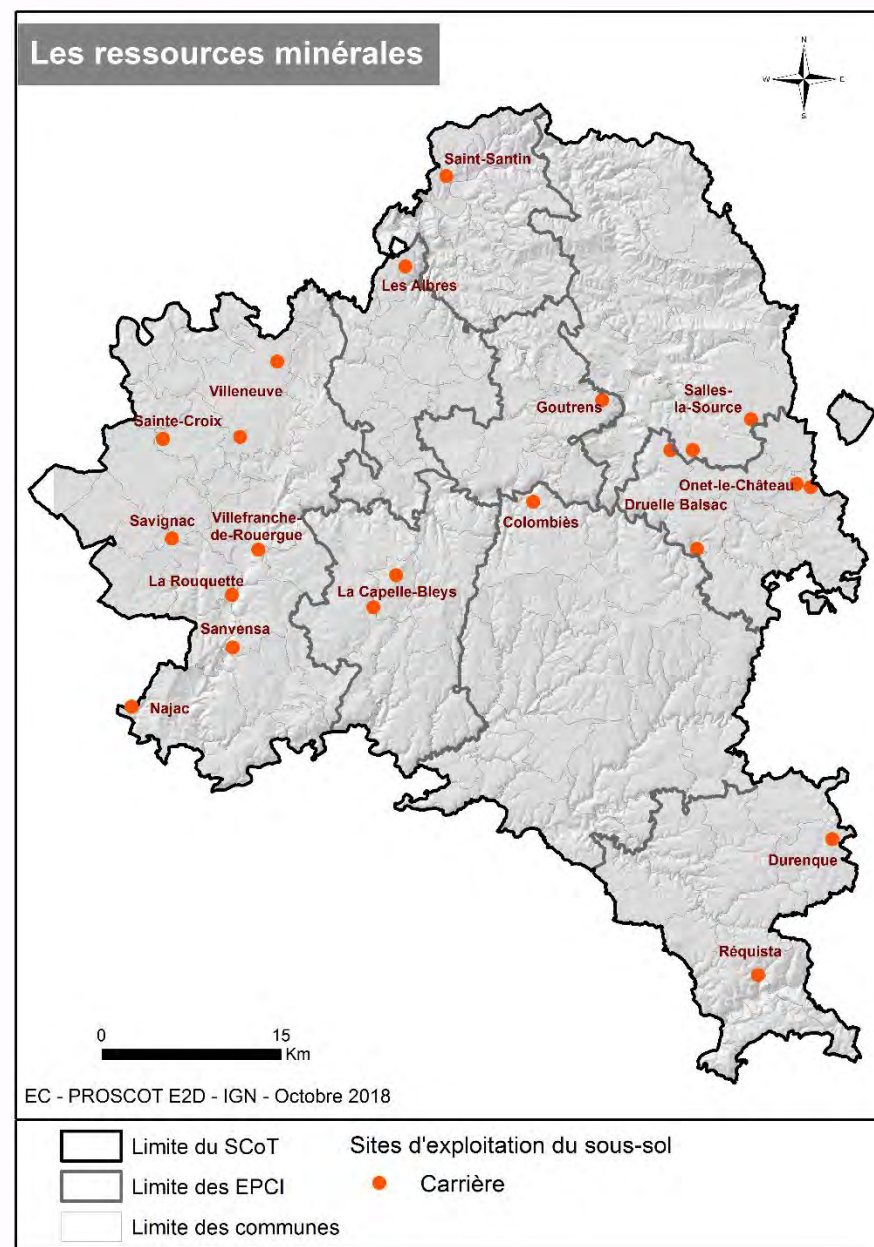 Les ressources minérales
N
W
E
S
Saint-Santin
Les Albres
Villeneuve
Sainte-Croix
Goutrens
Salles-
la-Source
Onet-le-Château
Druelle Balsac
Colombiès
Savignac
Villefranche-
de-Rouergue
La Rouquette
La Capelle-Bleys
Sanvensa
Najac
Durenque
Réquista
0
15
Km
EC - PROSCOT E2D - IGN - Octobre 2018
Limite du SCoT
Limite des EPCI
Limite des communes
Sites d'exploitation du sous-sol
Carrière